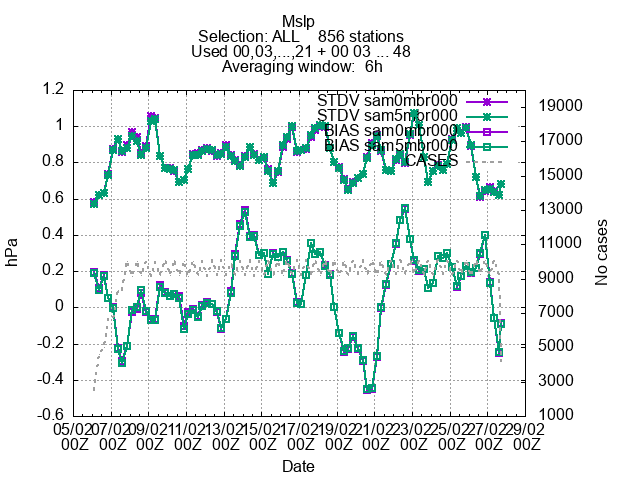 Mslp
Selection: ALL 856 stations
Used 00,03,...,21 + 00 03 ... 48
Averaging window: 6h
STDV sam0mbr000
STDV sam5mbr000
BIAS sam0mbr000
BIAS sam5mbr000
CASES
1.2
1
0.8
0.6
0.4
0.2
0
-0.2
-0.4
-0.6
hPa
19000
17000
15000
13000
11000
9000
7000
5000
3000
1000
No cases
05/02 07/02 09/02 11/02 13/02 15/02 17/02 19/02 21/02 23/02 25/02 27/02 29/02
00Z 00Z 00Z 00Z 00Z 00Z 00Z 00Z 00Z 00Z 00Z 00Z 00Z
Date